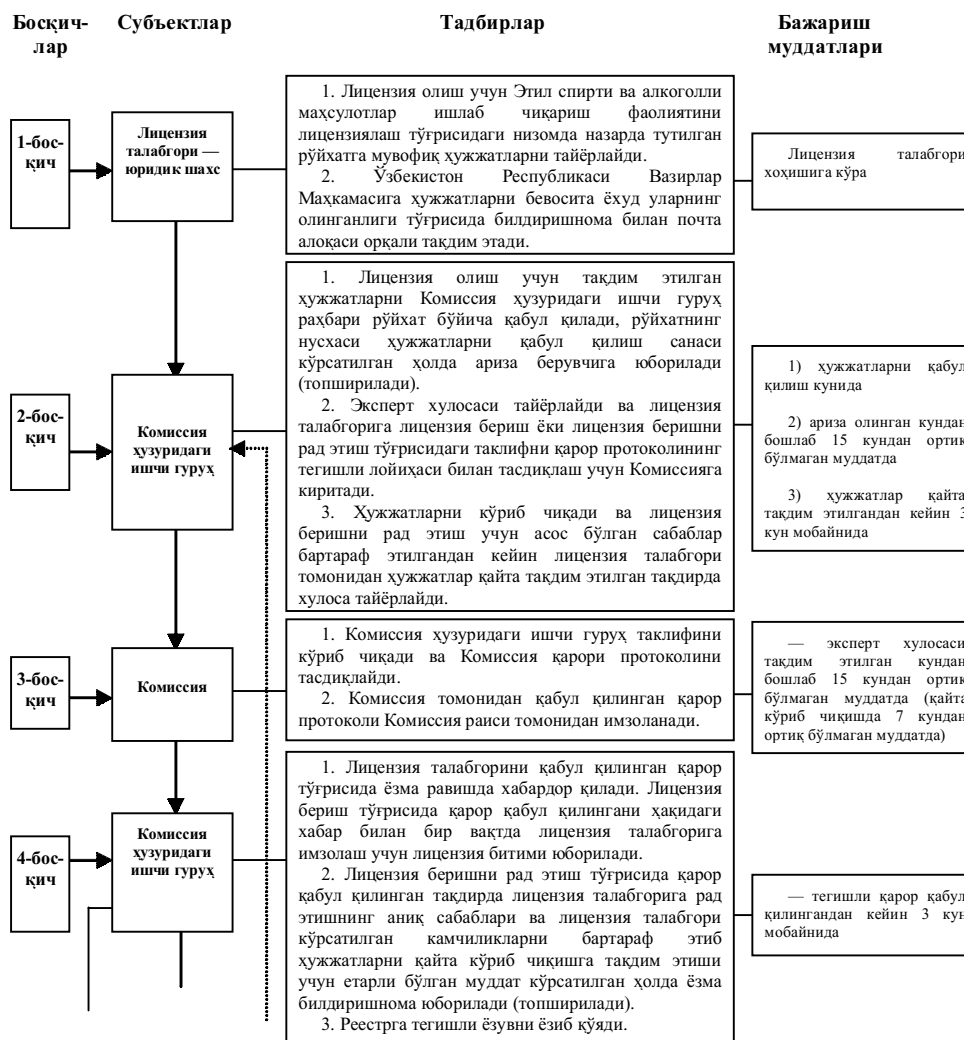 Босқич-
лар
Субъектлар
Тадбирлар
Бажариш
муддатлари
1-бос-
қич
Лицензия
талабгори —
юридик шахс
1. Лицензия олиш учун Этил спирти ва алкоголли
маҳсулотлар ишлаб чиқариш фаолиятини
лицензиялаш тўғрисидаги низомда назарда тутилган
рўйхатга мувофиқ ҳужжатларни тайёрлайди.
2. Ўзбекистон Республикаси Вазирлар
Маҳкамасига ҳужжатларни бевосита ёхуд уларнинг
олинганлиги тўғрисида билдиришнома билан почта
алоқаси орқали тақдим этади.
Лицензия талабгори
хоҳишига кўра
2-бос-
қич
Комиссия
ҳузуридаги
ишчи гуруҳ
1. Лицензия олиш учун тақдим этилган
ҳужжатларни Комиссия ҳузуридаги ишчи гуруҳ
раҳбари рўйхат бўйича қабул қилади, рўйхатнинг
нусхаси ҳужжатларни қабул қилиш санаси
кўрсатилган ҳолда ариза берувчига юборилади
(топширилади).
2. Эксперт хулосаси тайёрлайди ва лицензия
талабгорига лицензия бериш ёки лицензия беришни
рад этиш тўғрисидаги таклифни қарор протоколининг
тегишли лойиҳаси билан тасдиқлаш учун Комиссияга
киритади.
3. Ҳужжатларни кўриб чиқади ва лицензия
беришни рад этиш учун асос бўлган сабаблар
бартараф этилгандан кейин лицензия талабгори
томонидан ҳужжатлар қайта тақдим этилган тақдирда
хулоса тайёрлайди.
1) ҳужжатларни қабул
қилиш кунида
2) ариза олинган кундан
бошлаб 15 кундан ортиқ
бўлмаган муддатда
3) ҳужжатлар қайта
тақдим этилгандан кейин 3
кун мобайнида
3-бос-
қич
Комиссия
1. Комиссия ҳузуридаги ишчи гуруҳ таклифини
кўриб чиқади ва Комиссия қарори протоколини
тасдиқлайди.
2. Комиссия томонидан қабул қилинган қарор
протоколи Комиссия раиси томонидан имзоланади.
— эксперт хулосаси
тақдим этилган кундан
бошлаб 15 кундан ортиқ
бўлмаган муддатда (қайта
кўриб чиқишда 7 кундан
ортиқ бўлмаган муддатда)
4-бос-
қич
Комиссия
ҳузуридаги
ишчи гуруҳ
1. Лицензия талабгорини қабул қилинган қарор
тўғрисида ёзма равишда хабардор қилади. Лицензия
бериш тўғрисида қарор қабул қилингани ҳақидаги
хабар билан бир вақтда лицензия талабгорига
имзолаш учун лицензия битими юборилади.
2. Лицензия беришни рад этиш тўғрисида қарор
қабул қилинган тақдирда лицензия талабгорига рад
этишнинг аниқ сабаблари ва лицензия талабгори
кўрсатилган камчиликларни бартараф этиб
ҳужжатларни қайта кўриб чиқишга тақдим этиши
учун етарли бўлган муддат кўрсатилган ҳолда ёзма
билдиришнома юборилади (топширилади).
3. Реестрга тегишли ёзувни ёзиб қўяди.
— тегишли қарор қабул
қилингандан кейин 3 кун
мобайнида